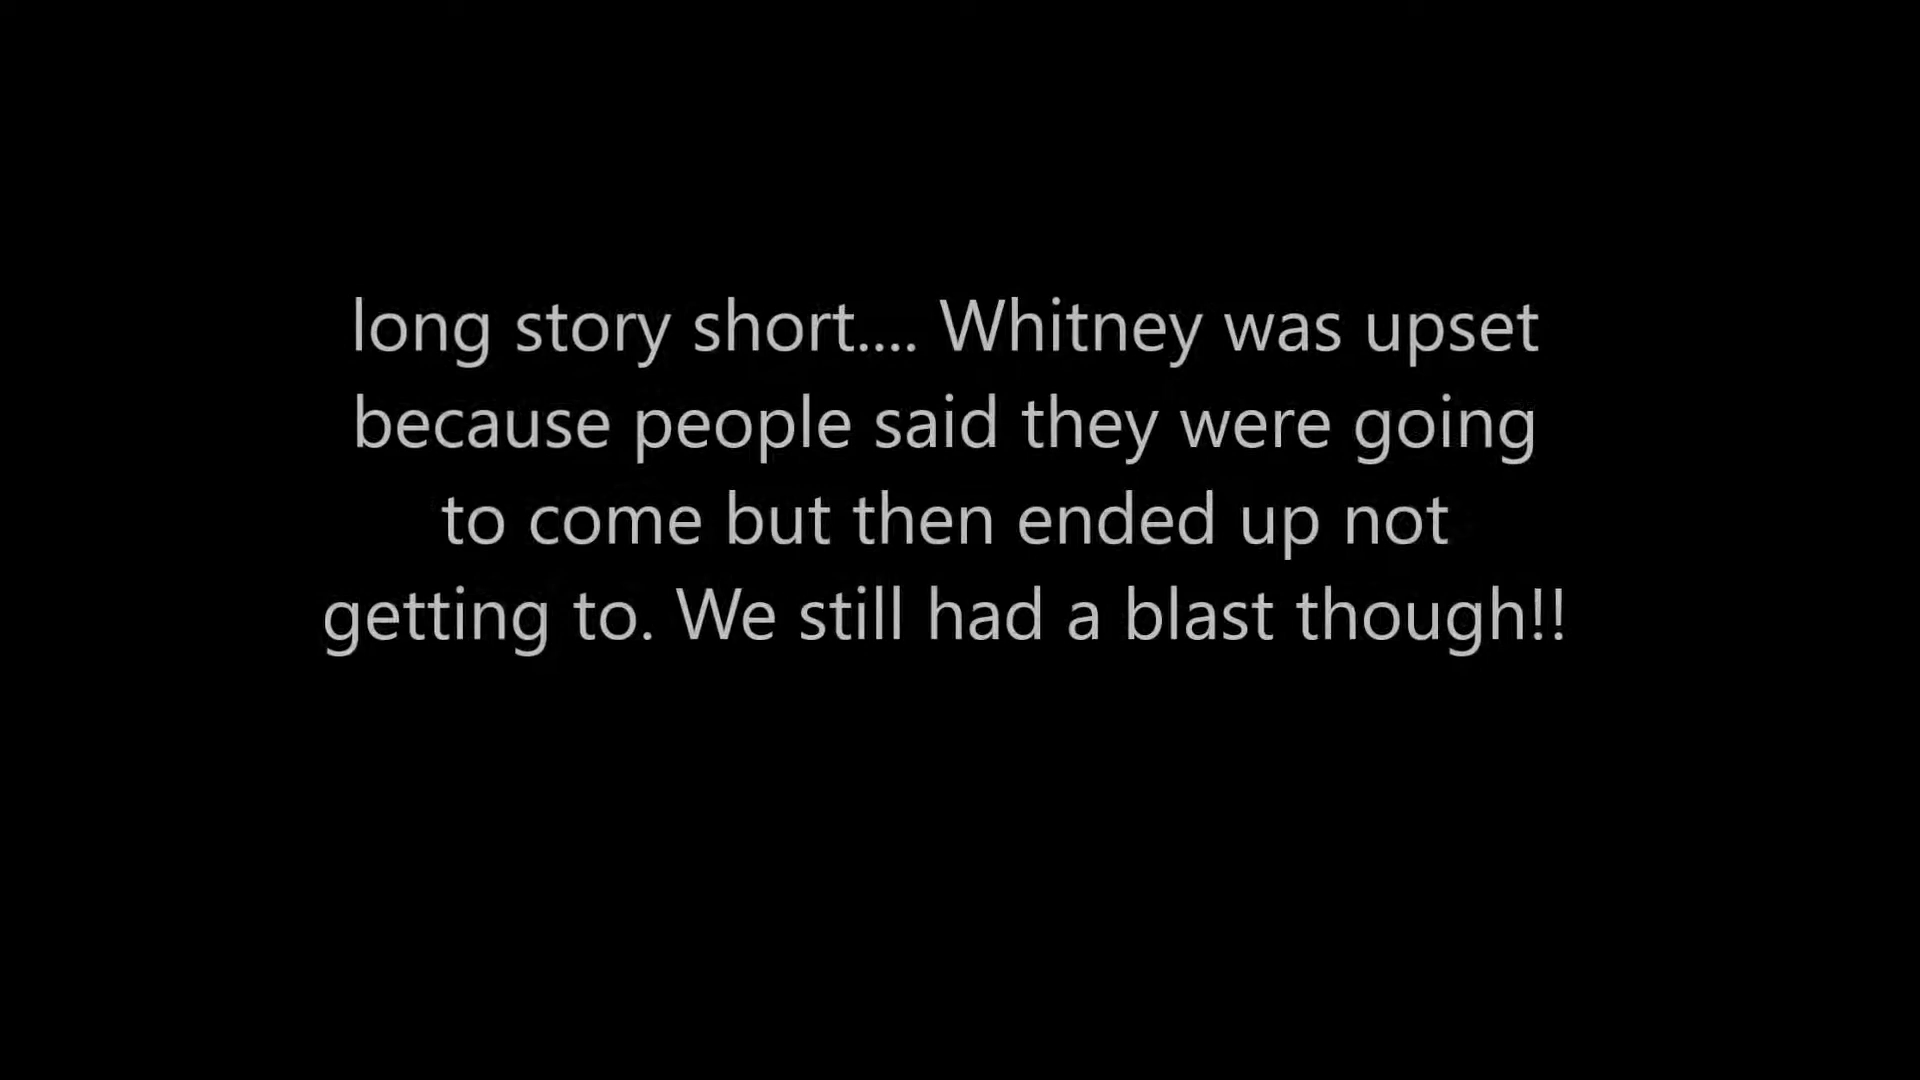 long story short.... Whitney was upset
because people said they were going
to come but then ended up not
getting to. We still had a blast though!!